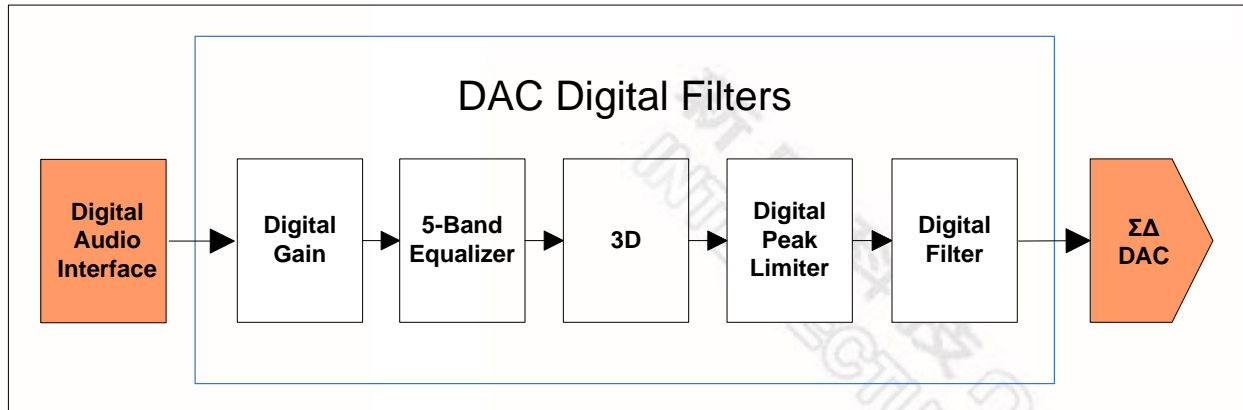 DAC Digital Filters
Digital
Audio
Interface
Digital
Gain
5-Band
Equalizer
3D
Digital
Peak
Limiter
Digital
Filter
ΣΔ
DAC